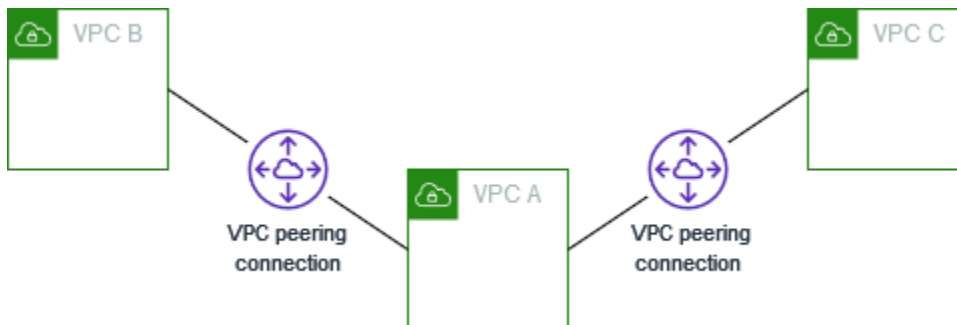 VPC B
VPC C
VPC A
VPC peering
connection
VPC peering
connection